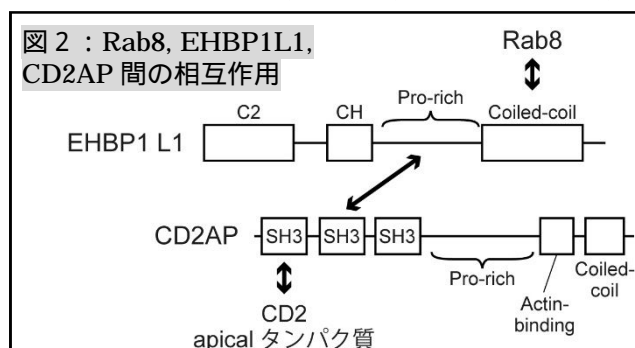 図２：Rab8, EHBP1L1,
CD2AP 間の相互作用
Rab8
Pro-rich
C2
CH
Coiled-coil
EHBP1 L1
CD2AP
SH3
SH3
SH3
Pro-rich
Actin-
binding
Coiled-
coil
CD2
apical タンパク質